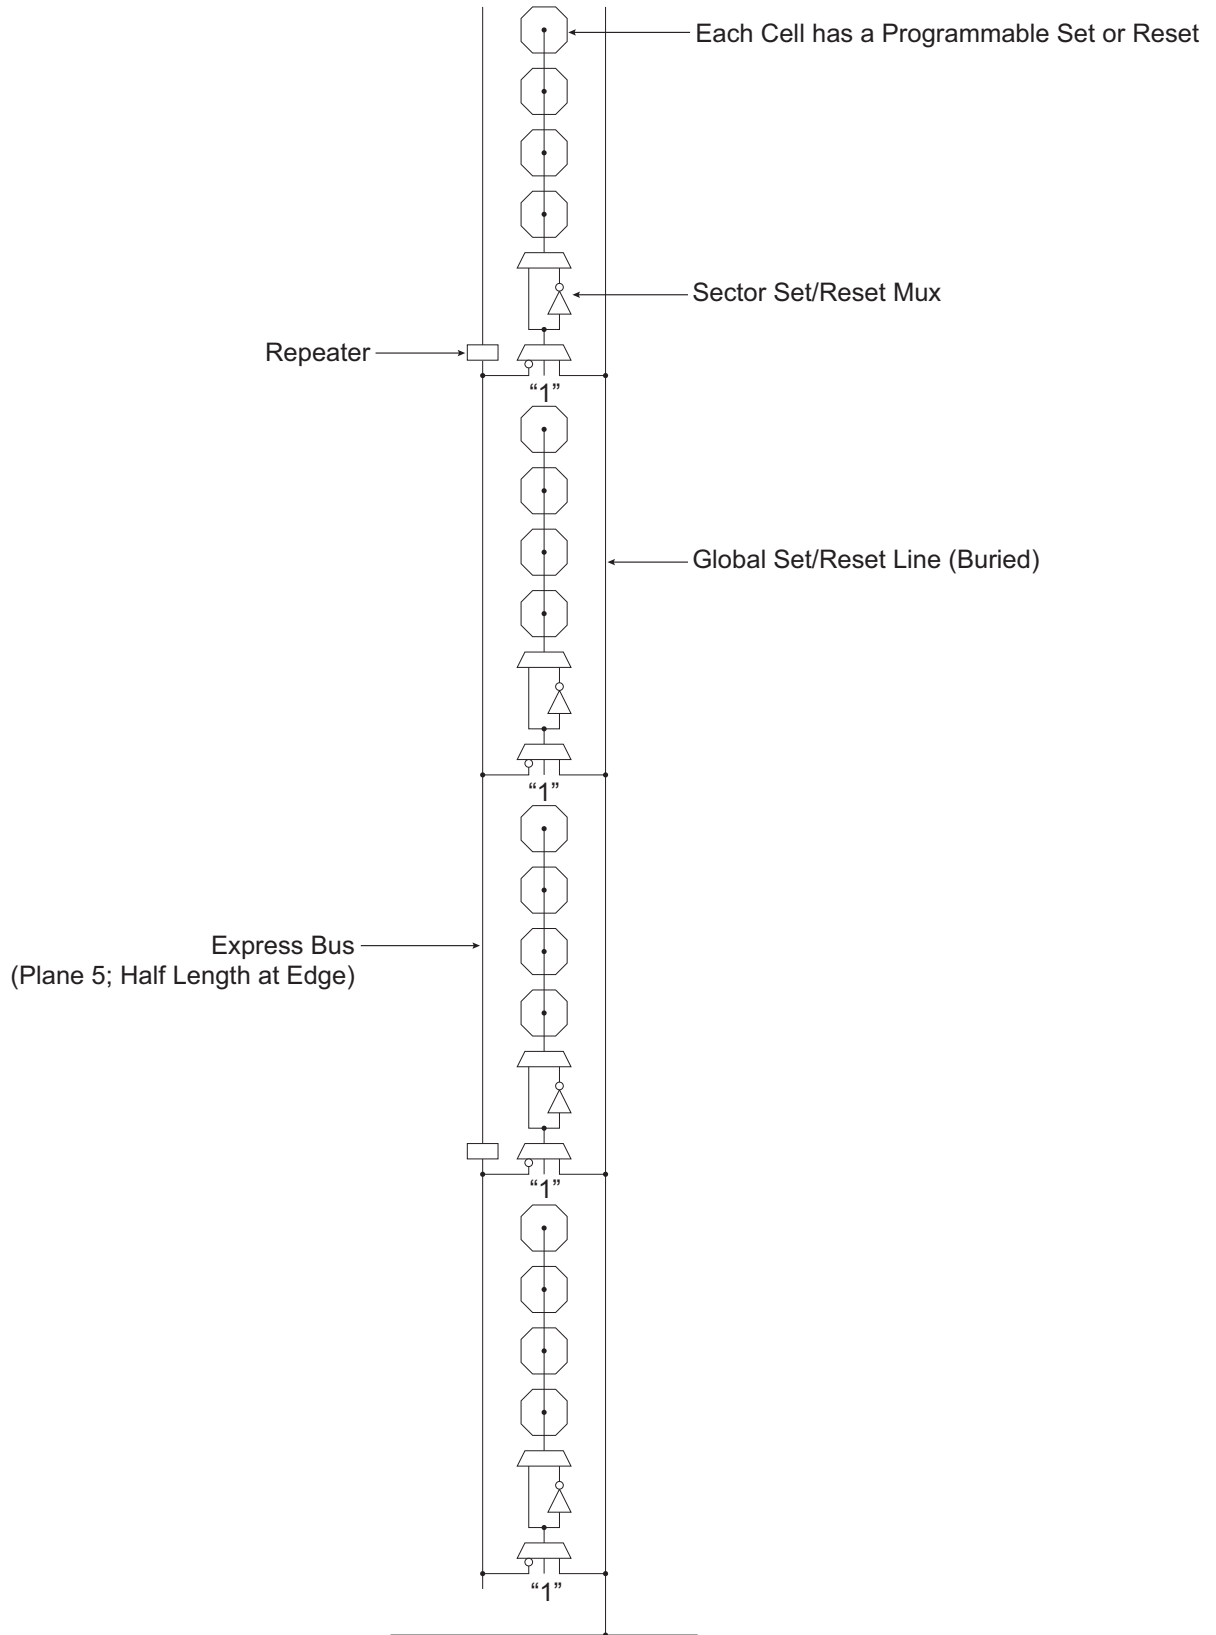 Each Cell has a Programmable Set or Reset
Sector Set/Reset Mux
Repeater
“1”
Global Set/Reset Line (Buried)
“1”
Express Bus
(Plane 5; Half Length at Edge)
“1”
“1”